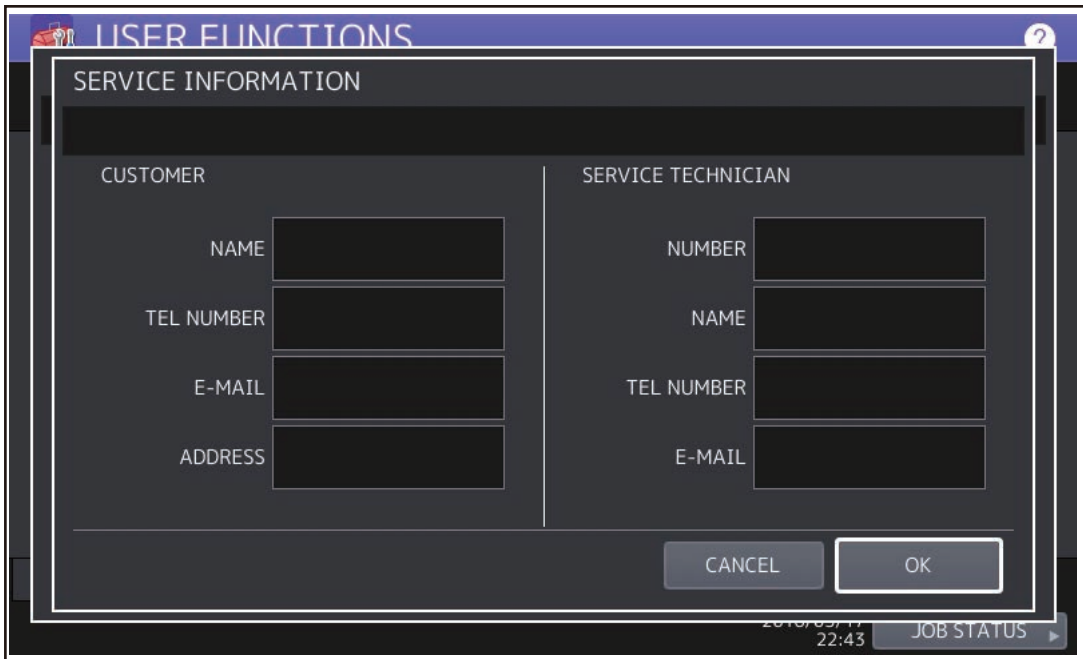 USER FUNCTIONS
?
SERVICE INFORMATION
CUSTOMER
NAME
TEL NUMBER
E-MAIL
ADDRESS
SERVICE TECHNICIAN
NUMBER
NAME
TEL NUMBER
E-MAIL
CANCEL
OK
22:43
JOB STATUS